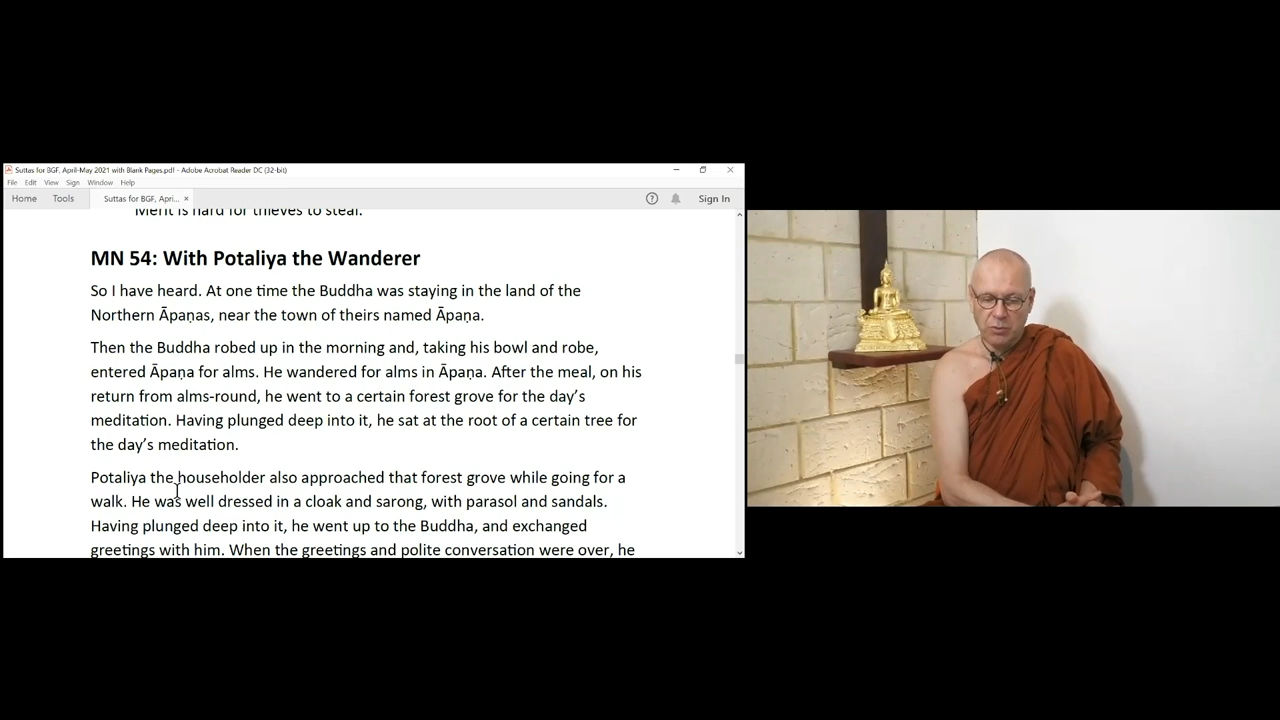 Suttas for BGF, April-May 2021 with Blank Pages.pdf - Adobe Acrobat Reader DC (32-bit)
File Edit View Sign Window Help
Home Tools Suttas for BGF, Apri... × ? Sign In
Merit is hard for thieves to steal.
MN 54: With Potaliya the Wanderer
So I have heard. At one time the Buddha was staying in the land of the
Northern Āpaṇas, near the town of theirs named Āpaṇa.
Then the Buddha robed up in the morning and, taking his bowl and robe,
entered Āpaṇa for alms. He wandered for alms in Āpaṇa. After the meal, on his
return from alms-round, he went to a certain forest grove for the day’s
meditation. Having plunged deep into it, he sat at the root of a certain tree for
the day’s meditation.
Potaliya the householder also approached that forest grove while going for a
walk. He was well dressed in a cloak and sarong, with parasol and sandals.
Having plunged deep into it, he went up to the Buddha, and exchanged
greetings with him. When the greetings and polite conversation were over, he